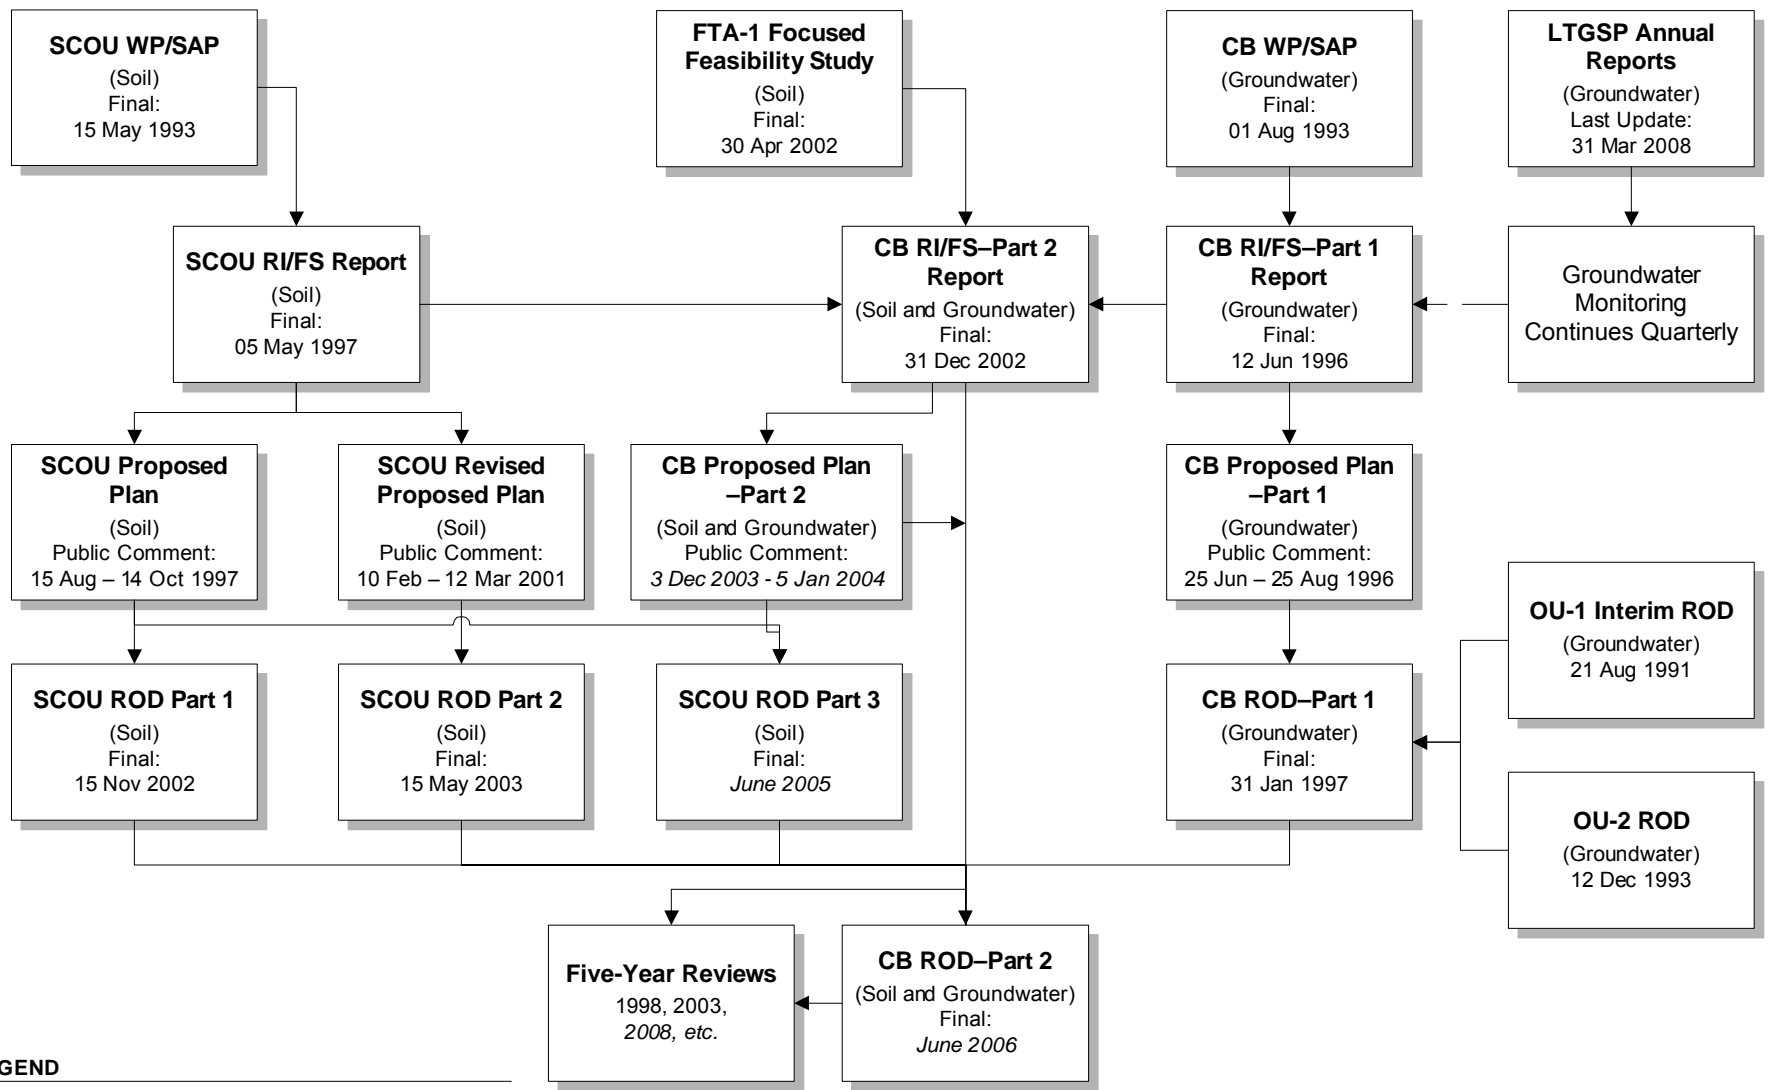 SCOU WP/SAP
(Soil)
Final:
15 May 1993
FTA-1 Focused
Feasibility Study
(Soil)
Final:
30 Apr 2002
CB WP/SAP
(Groundwater)
Final:
01 Aug 1993
LTGSP Annual
Reports
(Groundwater)
Last Update:
31 Mar 2008
SCOU RI/FS Report
(Soil)
Final:
05 May 1997
CB RI/FS–Part 2
Report
(Soil and Groundwater)
Final:
31 Dec 2002
CB RI/FS–Part 1
Report
(Groundwater)
Final:
12 Jun 1996
Groundwater
Monitoring
Continues Quarterly
SCOU Proposed
Plan
(Soil)
Public Comment:
15 Aug – 14 Oct 1997
SCOU Revised
Proposed Plan
(Soil)
Public Comment:
10 Feb – 12 Mar 2001
CB Proposed Plan
–Part 2
(Soil and Groundwater)
Public Comment:
3 Dec 2003 - 5 Jan 2004
CB Proposed Plan
–Part 1
(Groundwater)
Public Comment:
25 Jun – 25 Aug 1996
OU-1 Interim ROD
(Groundwater)
21 Aug 1991
SCOU ROD Part 1
(Soil)
Final:
15 Nov 2002
SCOU ROD Part 2
(Soil)
Final:
15 May 2003
SCOU ROD Part 3
(Soil)
Final:
June 2005
CB ROD–Part 1
(Groundwater)
Final:
31 Jan 1997
OU-2 ROD
(Groundwater)
12 Dec 1993
Five-Year Reviews
1998, 2003,
2008, etc.
CB ROD–Part 2
(Soil and Groundwater)
Final:
June 2006
GEND